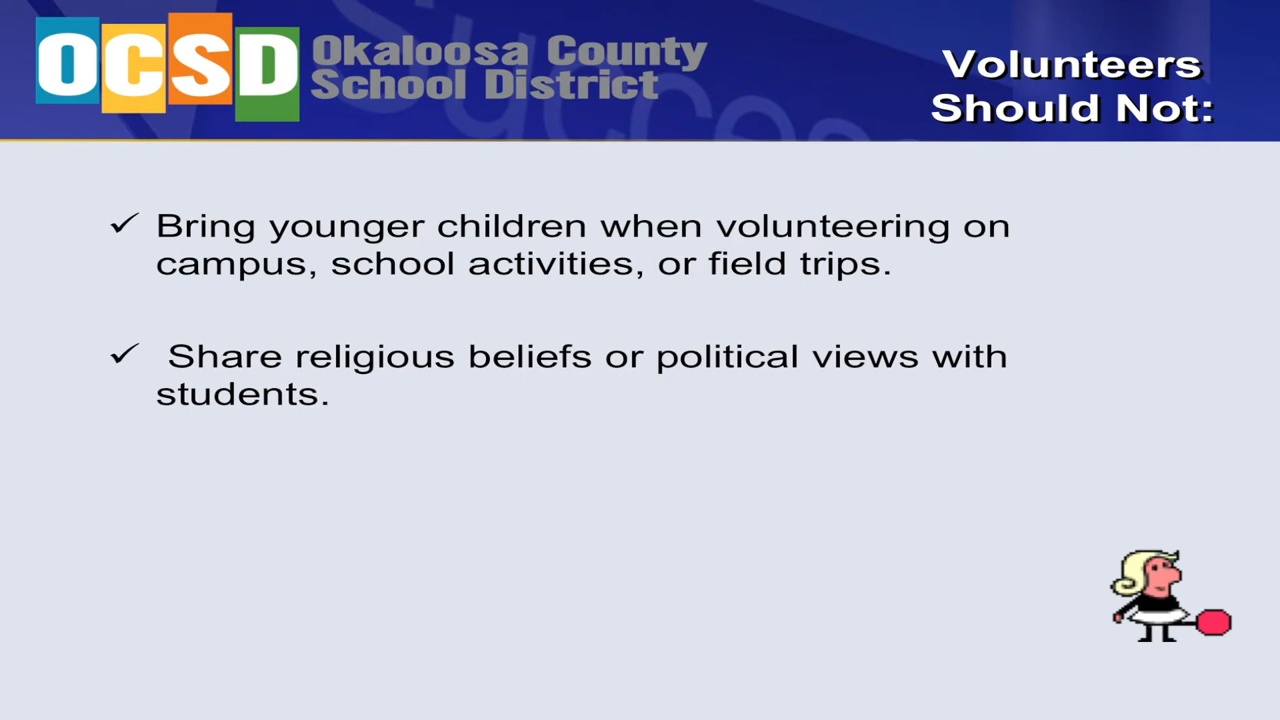 OCSD
Okaloosa County
School District
Volunteers
Should Not:
✓ Bring younger children when volunteering on
campus, school activities, or field trips.
✓ Share religious beliefs or political views with
students.
Success